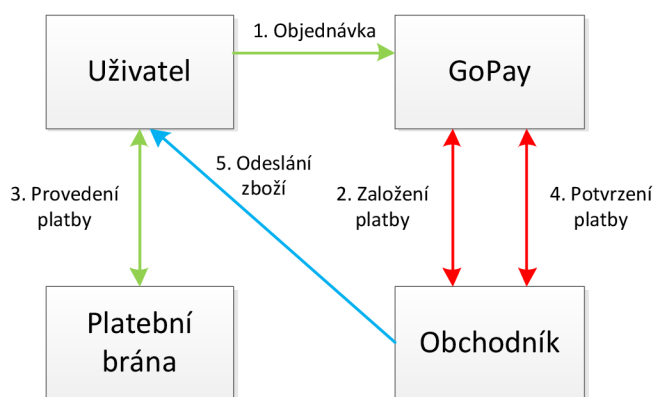 1. Objednávka
Uživatel
GoPay
5. Odeslání
zboží
3. Provedení
platby
2. Založení
platby
4. Potvrzení
platby
Platební
brána
Obchodník